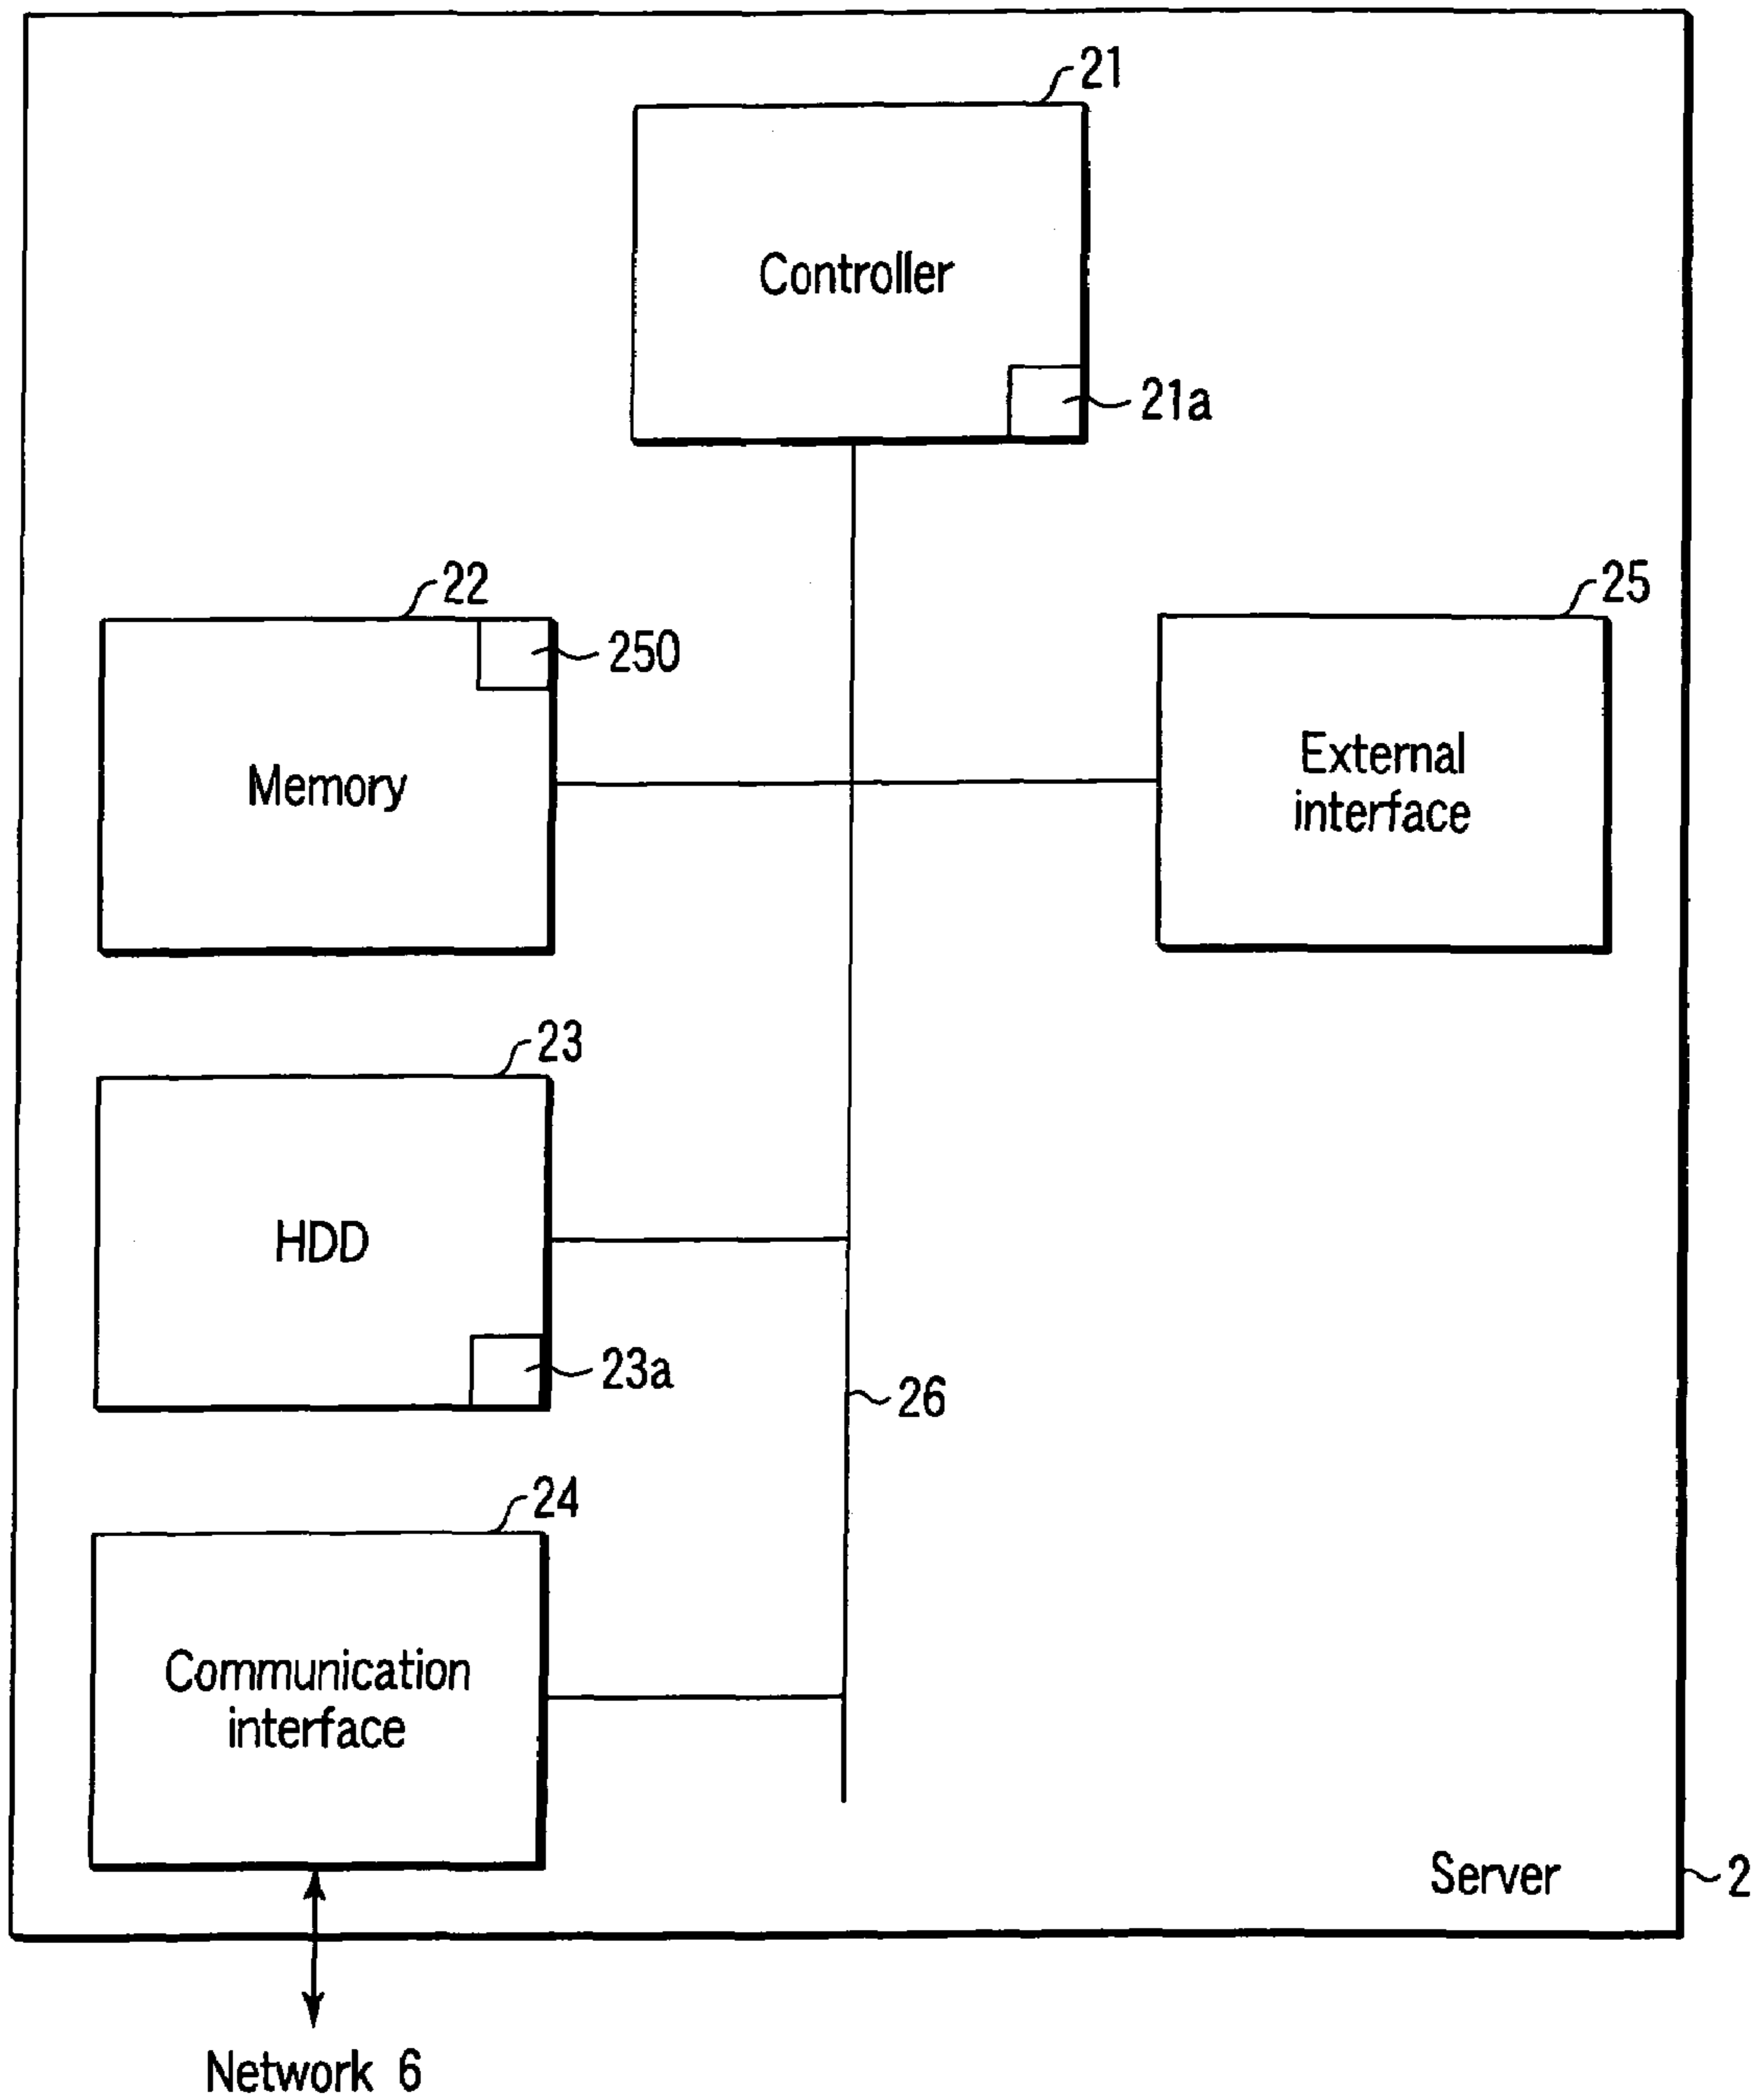 21
Controller
21a
22
250
Memory
25
External
interface
23
HDD
23a
26
24
Communication
interface
Server
2
Network 6